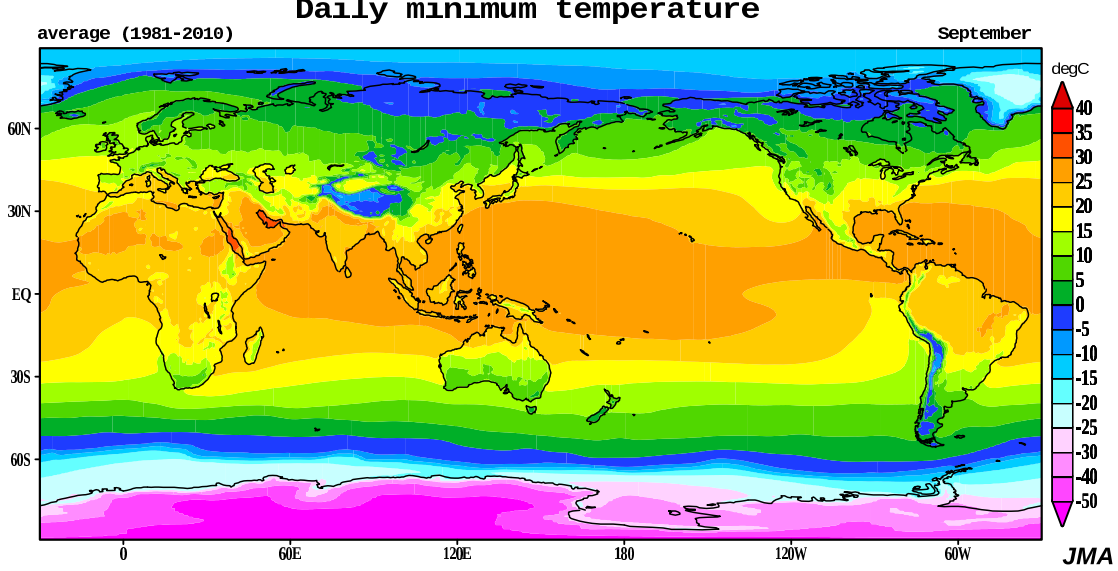 Daily minimum temperature
average (1981-2010)
September
degC
40
35
30
25
20
15
10
5
0
-5
-10
-15
-20
-25
-30
-40
-50
60N
30N
EQ
30S
60S
0
60E
120E
180
120W
60W
JMA